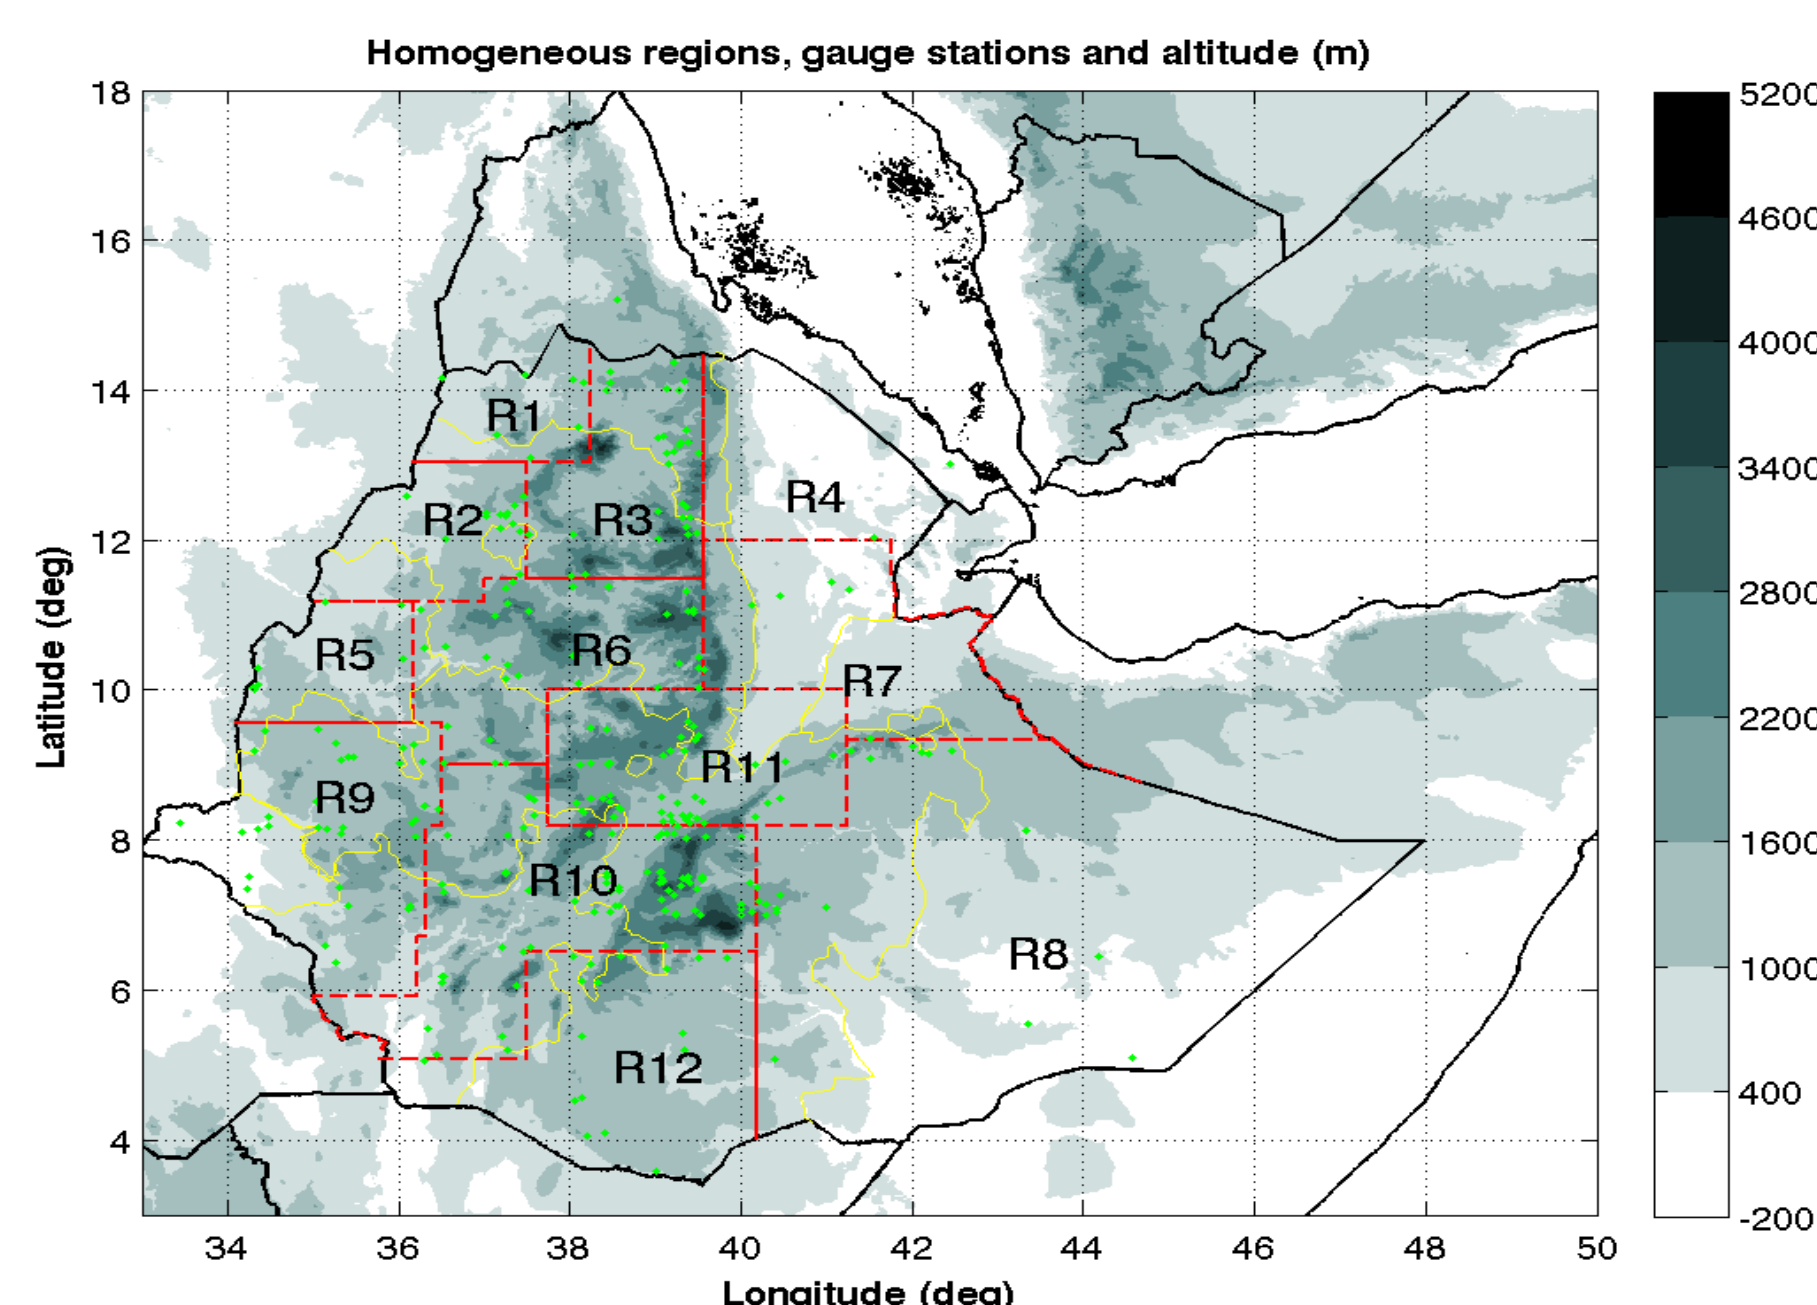 Homogeneous regions, gauge stations and altitude (m)
18
16
14
12
10
8
6
4
Latitude (deg)
R1
R2
R3
R4
R5
R6
R7
R8
R9
R10
R11
R12
34 36 38 40 42 44 46 48 50
Longitude (deg)
5200
4600
4000
3400
2800
2200
1600
1000
400
-200